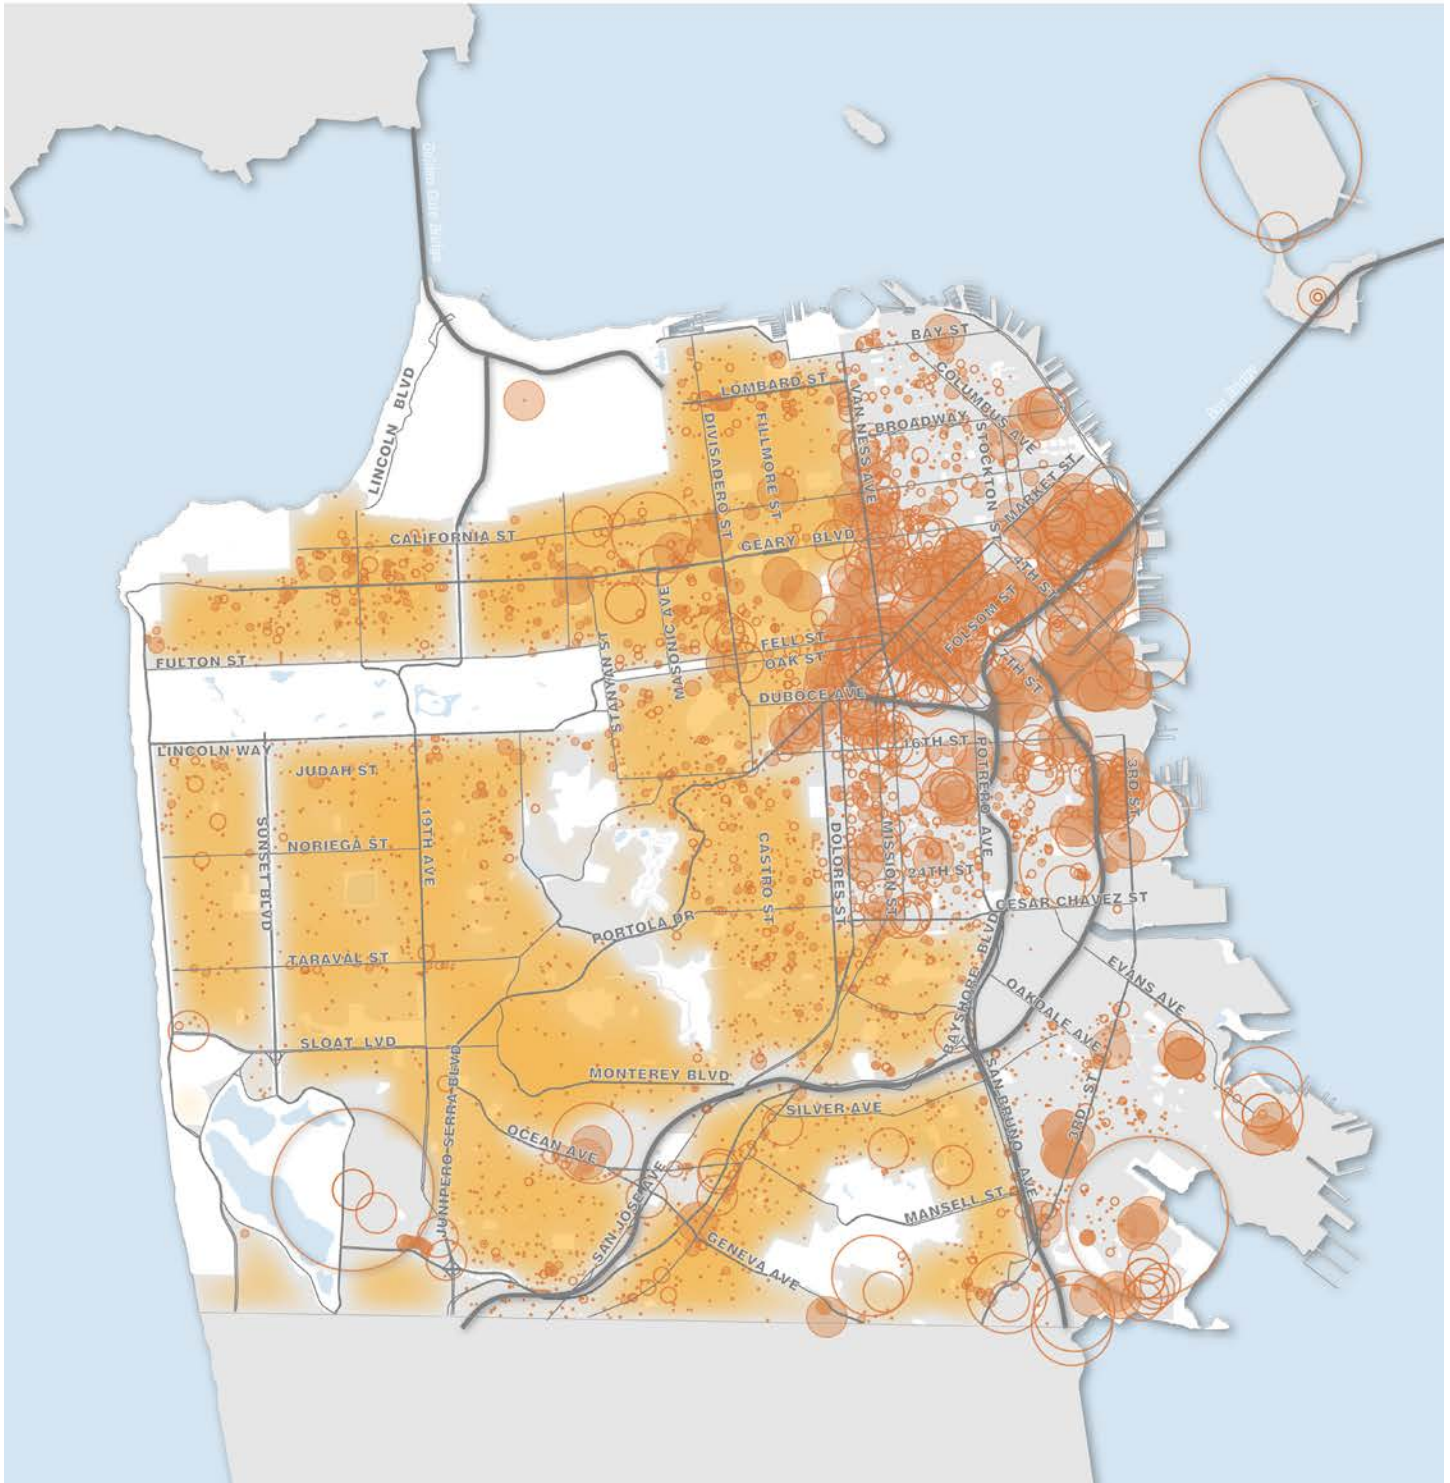 Golden Gate Bridge
LINCOLN BLVD
BAY ST
COLUMBUS AVE
LOMBARD ST
VAN NESS AVE
BROADWAY
STOCKTON ST
Bay Bridge
DIVISADERO ST
FILLMORE ST
MARKET ST
CALIFORNIA ST
GEARY BLVD
4TH ST
FOLSOM ST
MASONIC AVE
STANYAN ST
FELL ST
OAK ST
FULTON ST
7TH ST
DUBOCE AVE
LINCOLN WAY
16TH ST
POTRERO AVE
3RD ST
JUDAH ST
19TH AVE
SUNSET BLVD
NORIEGA ST
CASTRO ST
DOLORES ST
MISSION ST
24TH ST
CESAR CHAVEZ ST
PORTOLA DR
TARAVAL ST
BAYSHORE BLVD
EVANS AVE
OAKDALE AVE
SLOAT LVD
MONTEREY BLVD
SILVER AVE
SAN BRUNO AVE
3RD ST
JUNIPERO SERRA BLVD
OCEAN AVE
SAN JOSE AVE
MANSELL ST
GENEVA AVE